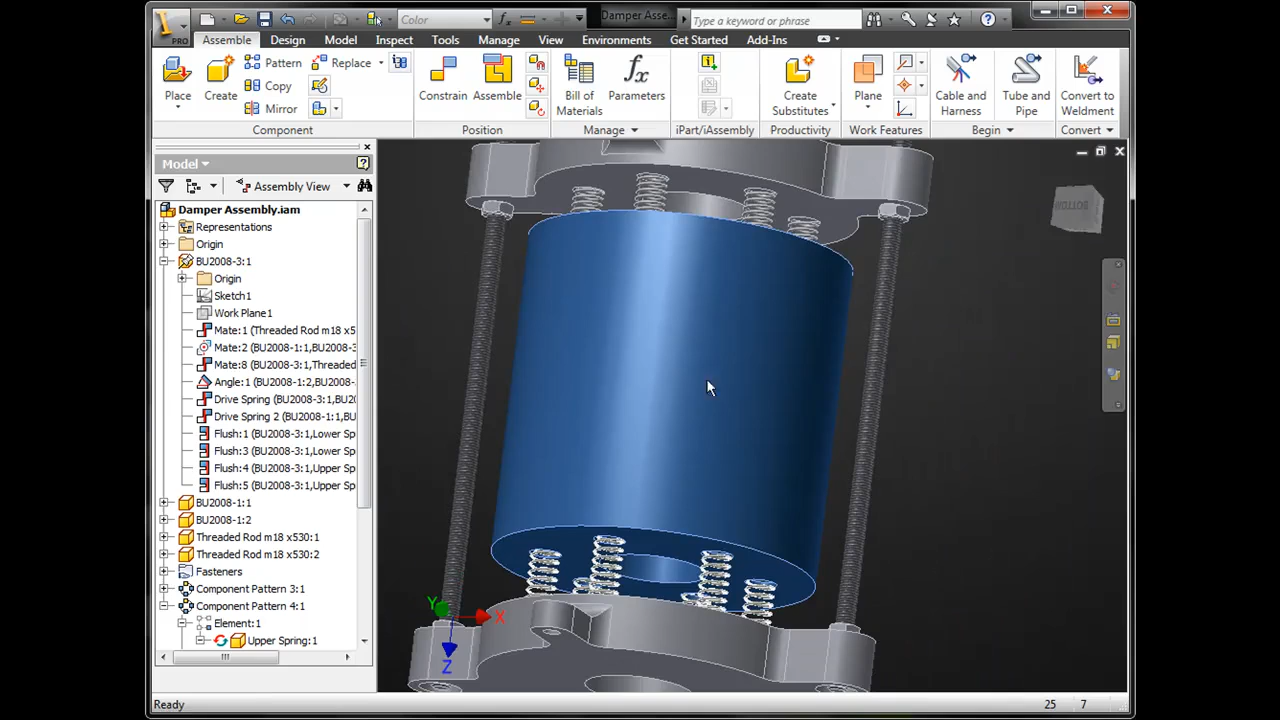 PRO
Color
Damper Asse...
Type a keyword or phrase
Assemble Design Model Inspect Tools Manage View Environments Get Started Add-Ins
Place
Create
Pattern
Copy
Mirror
Replace
Component
Constrain
Assemble
Position
Bill of
Materials
fx
Parameters
Manage
iPart/iAssembly
Create
Substitutes
Productivity
Plane
Work Features
Cable and
Harness
Tube and
Pipe
Begin
Convert to
Weldment
Convert
Model
Assembly View
Damper Assembly.iam
Representations
Origin
BU2008-3:1
Origin
Sketch1
Work Plane1
Mate:1 (Threaded Rod m18 x5
Mate:2 (BU2008-1:1,BU2008-3
Mate:8 (BU2008-3:1,Threaded
Angle:1 (BU2008-1:2,BU2008-
Drive Spring (BU2008-3:1,BU2
Drive Spring 2 (BU2008-1:1,BU
Flush:1 (BU2008-3:1,Lower Sp
Flush:3 (BU2008-3:1,Lower Sp
Flush:4 (BU2008-3:1,Upper Sp
Flush:5 (BU2008-3:1,Upper Sp
BU2008-1:1
BU2008-1:2
Threaded Rod m18 x530:1
Threaded Rod m18 x530:2
Fasteners
Component Pattern 3:1
Component Pattern 4:1
Element:1
Upper Spring:1
BOTTOM
Y
X
Z
Ready
25 7